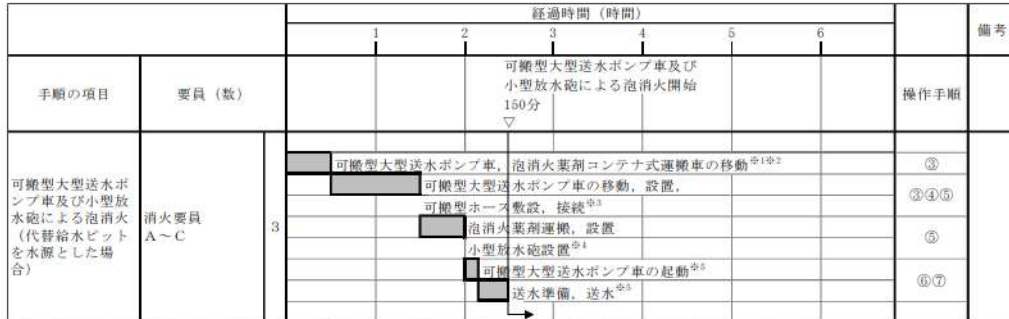 経過時間（時間）
1 2 3 4 5 6
備考
手順の項目
要員（数）
可搬型大型送水ポンプ車及び
小型放水砲による泡消火開始
150分
▽
操作手順
可搬型大型送水ポンプ車及び小型放水砲による泡消火（代替給水ピットを水源とした場合）
消火要員
A～C
3
可搬型大型送水ポンプ車，泡消火薬剤コンテナ式運搬車の移動※1※2
③
可搬型大型送水ポンプ車の移動，設置，
可搬型ホース敷設，接続※3
③④⑤
泡消火薬剤運搬，設置
小型放水砲設置※4
⑤
可搬型大型送水ポンプ車の起動※5
送水準備，送水※5
⑥⑦